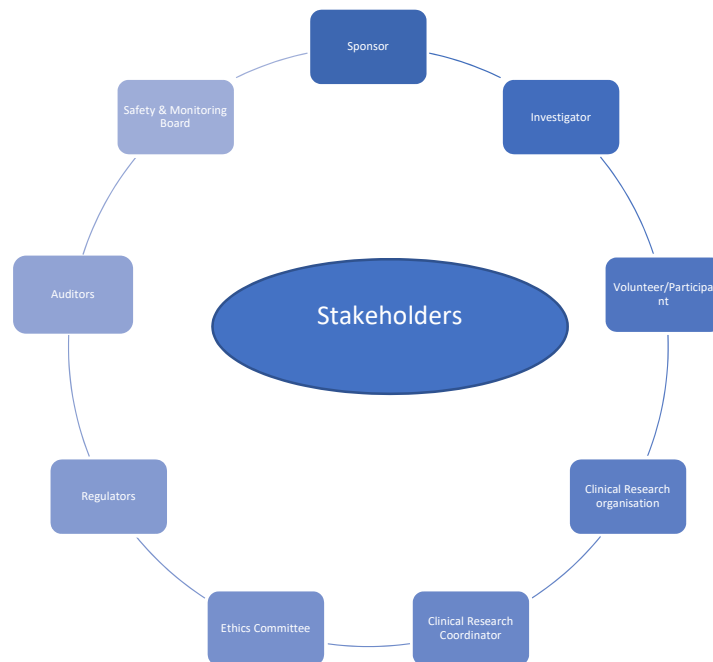 Sponsor
Investigator
Volunteer/Participa
nt
Clinical Research
organisation
Clinical Research
Coordinator
Ethics Committee
Regulators
Auditors
Safety & Monitoring
Board
Stakeholders